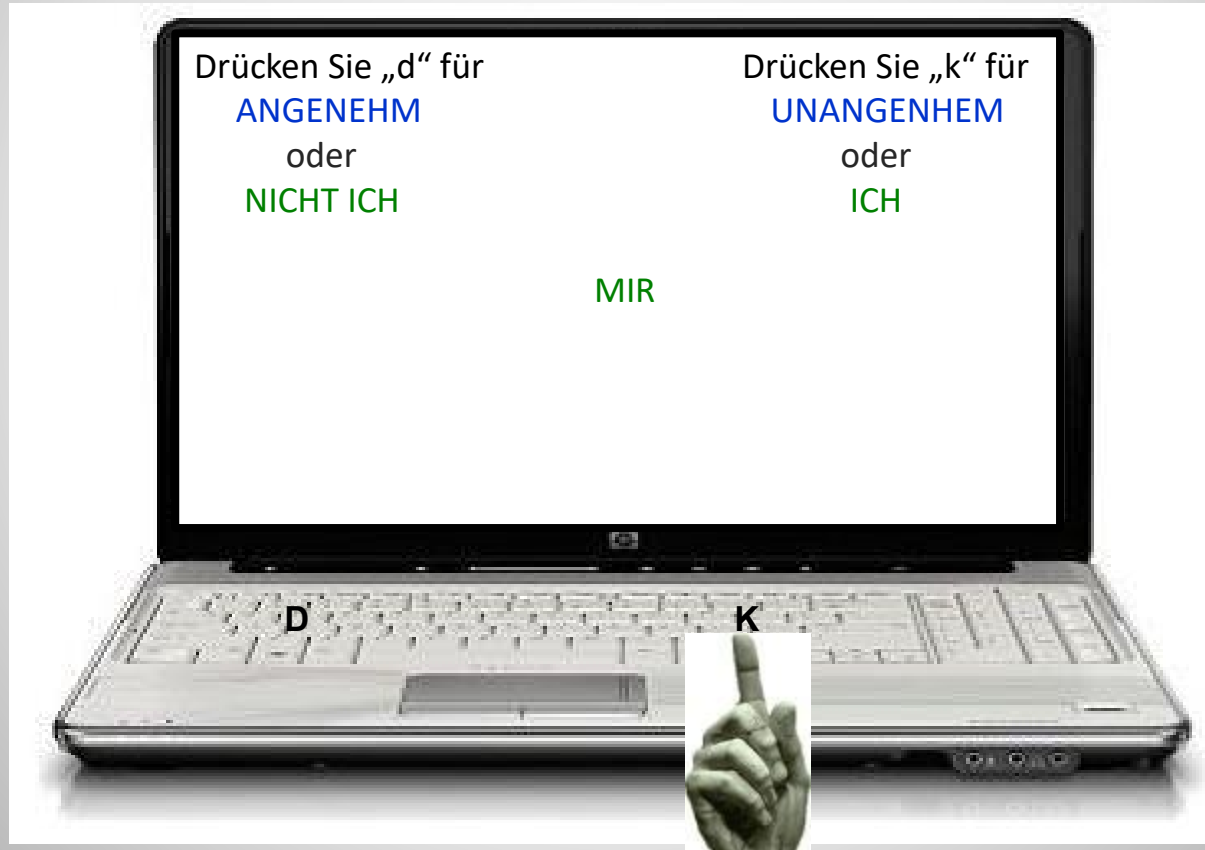 Drücken Sie „d“ für
ANGENEHM
oder
NICHT ICH
Drücken Sie „k“ für
UNANGENHEM
oder
ICH
MIR
D
K